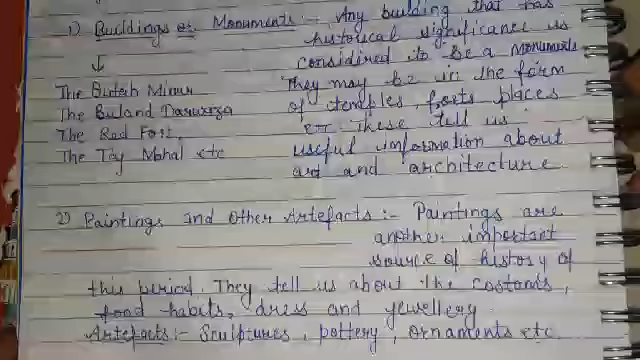 1) Buildings or Monuments :- Any building that has
historical significance is
considired to be a Monuments
The Qutab Minar They may be in the form
The Buland Darwaza of temples, forts, places
The Red Fort, etc These tell us
The Taj Mahal etc useful information about
art and architecture
2) Paintings and Other Artefacts :- Paintings are
another important
source of history of
this period. They tell us about the costoms,
food habits, dress and jewellery
Artefacts :- Sculptures, pottery, ornaments etc.